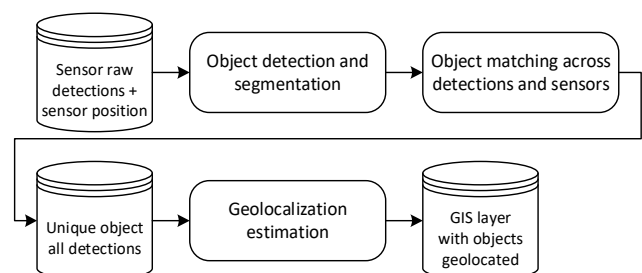 Sensor raw
detections +
sensor position
Object detection and
segmentation
Object matching across
detections and sensors
Unique object
all detections
Geolocalization
estimation
GIS layer
with objects
geolocated